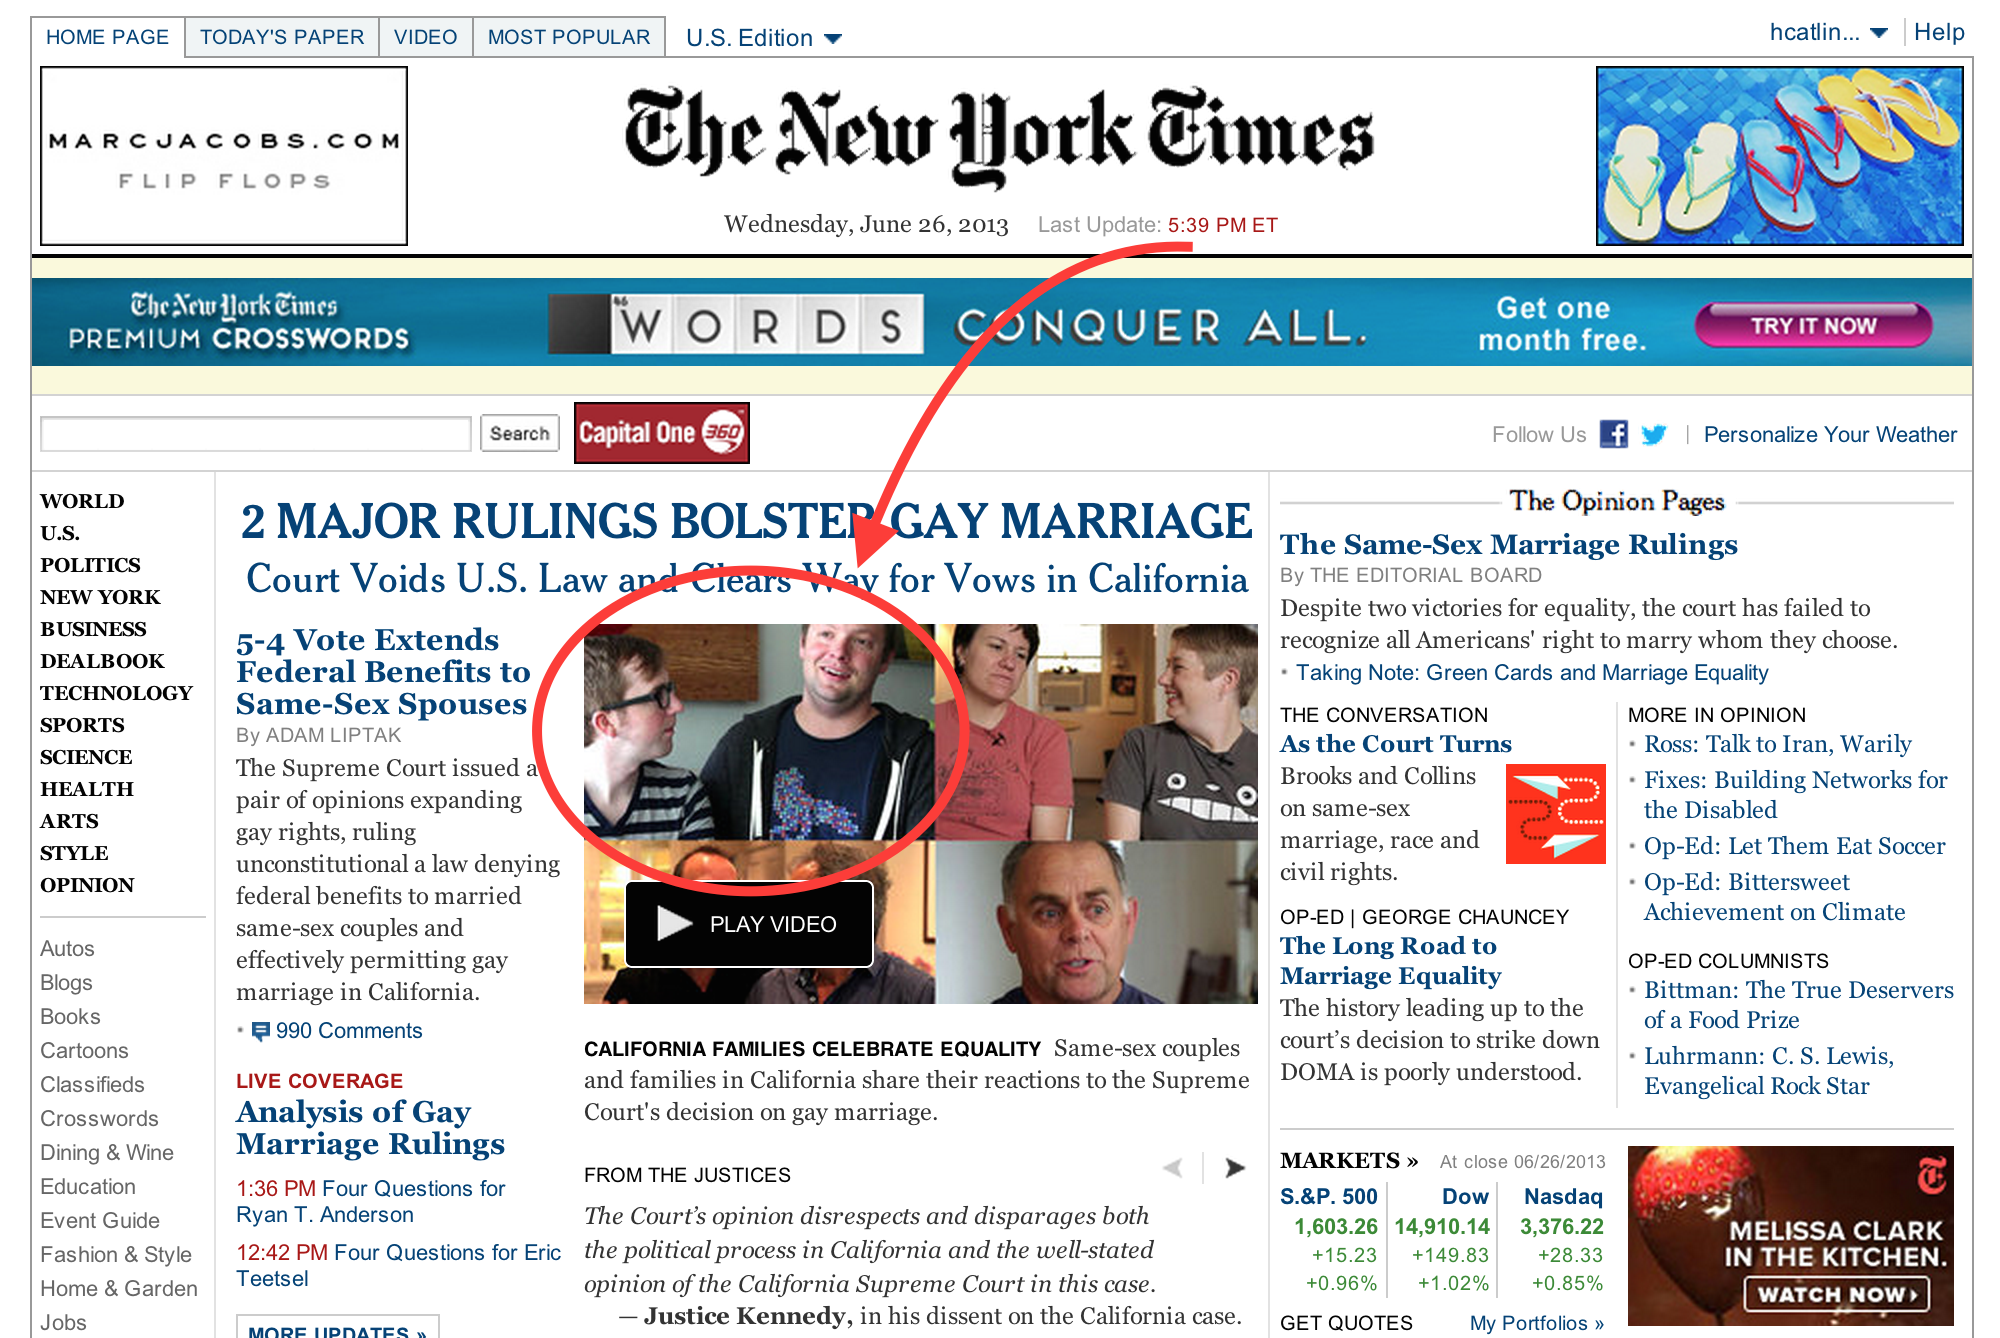 HOME PAGE
TODAY'S PAPER
VIDEO
MOST POPULAR
U.S. Edition
hcatlin...
Help
MARCJACOBS.COM
FLIP FLOPS
The New York Times
Wednesday, June 26, 2013
Last Update: 5:39 PM ET
The New York Times
PREMIUM CROSSWORDS
46
WORDS
CONQUER ALL.
Get one
month free.
TRY IT NOW
Search
Capital One 360
Follow Us
Personalize Your Weather
WORLD
U.S.
POLITICS
NEW YORK
BUSINESS
DEALBOOK
TECHNOLOGY
SPORTS
SCIENCE
HEALTH
ARTS
STYLE
OPINION
Autos
Blogs
Books
Cartoons
Classifieds
Crosswords
Dining & Wine
Education
Event Guide
Fashion & Style
Home & Garden
Jobs
2 MAJOR RULINGS BOLSTER GAY MARRIAGE
Court Voids U.S. Law and Clears Way for Vows in California
5-4 Vote Extends
Federal Benefits to
Same-Sex Spouses
By ADAM LIPTAK
The Supreme Court issued a
pair of opinions expanding
gay rights, ruling
unconstitutional a law denying
federal benefits to married
same-sex couples and
effectively permitting gay
marriage in California.
• 990 Comments
LIVE COVERAGE
Analysis of Gay
Marriage Rulings
1:36 PM Four Questions for
Ryan T. Anderson
12:42 PM Four Questions for Eric
Teetsel
MORE UPDATES »
PLAY VIDEO
CALIFORNIA FAMILIES CELEBRATE EQUALITY Same-sex couples
and families in California share their reactions to the Supreme
Court's decision on gay marriage.
FROM THE JUSTICES
The Court's opinion disrespects and disparages both
the political process in California and the well-stated
opinion of the California Supreme Court in this case.
— Justice Kennedy, in his dissent on the California case.
The Opinion Pages
The Same-Sex Marriage Rulings
By THE EDITORIAL BOARD
Despite two victories for equality, the court has failed to
recognize all Americans' right to marry whom they choose.
• Taking Note: Green Cards and Marriage Equality
THE CONVERSATION
As the Court Turns
Brooks and Collins
on same-sex
marriage, race and
civil rights.
OP-ED | GEORGE CHAUNCEY
The Long Road to
Marriage Equality
The history leading up to the
court's decision to strike down
DOMA is poorly understood.
MORE IN OPINION
• Ross: Talk to Iran, Warily
• Fixes: Building Networks for
the Disabled
• Op-Ed: Let Them Eat Soccer
• Op-Ed: Bittersweet
Achievement on Climate
OP-ED COLUMNISTS
• Bittman: The True Deservers
of a Food Prize
• Luhrmann: C. S. Lewis,
Evangelical Rock Star
MARKETS »
At close 06/26/2013
S.&P. 500 Dow Nasdaq
1,603.26 14,910.14 3,376.22
+15.23 +149.83 +28.33
+0.96% +1.02% +0.85%
GET QUOTES
My Portfolios »
T
MELISSA CLARK
IN THE KITCHEN.
WATCH NOW